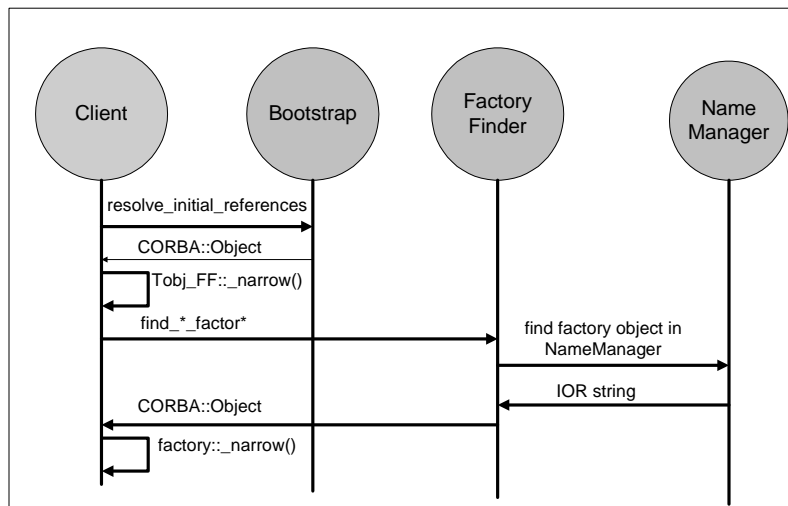 Client
Bootstrap
Factory
Finder
Name
Manager
resolve_initial_references
CORBA::Object
Tobj_FF::_narrow()
find_*_factor*
find factory object in
NameManager
IOR string
CORBA::Object
factory::_narrow()